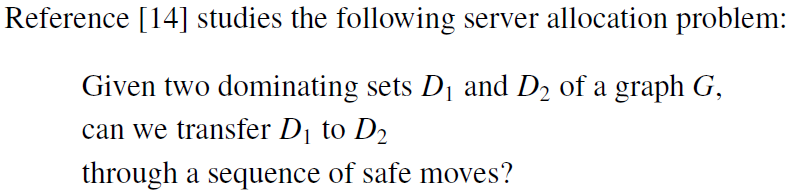 Reference [14] studies the following server allocation problem:
Given two dominating sets D₁ and D₂ of a graph G,
can we transfer D₁ to D₂
through a sequence of safe moves?